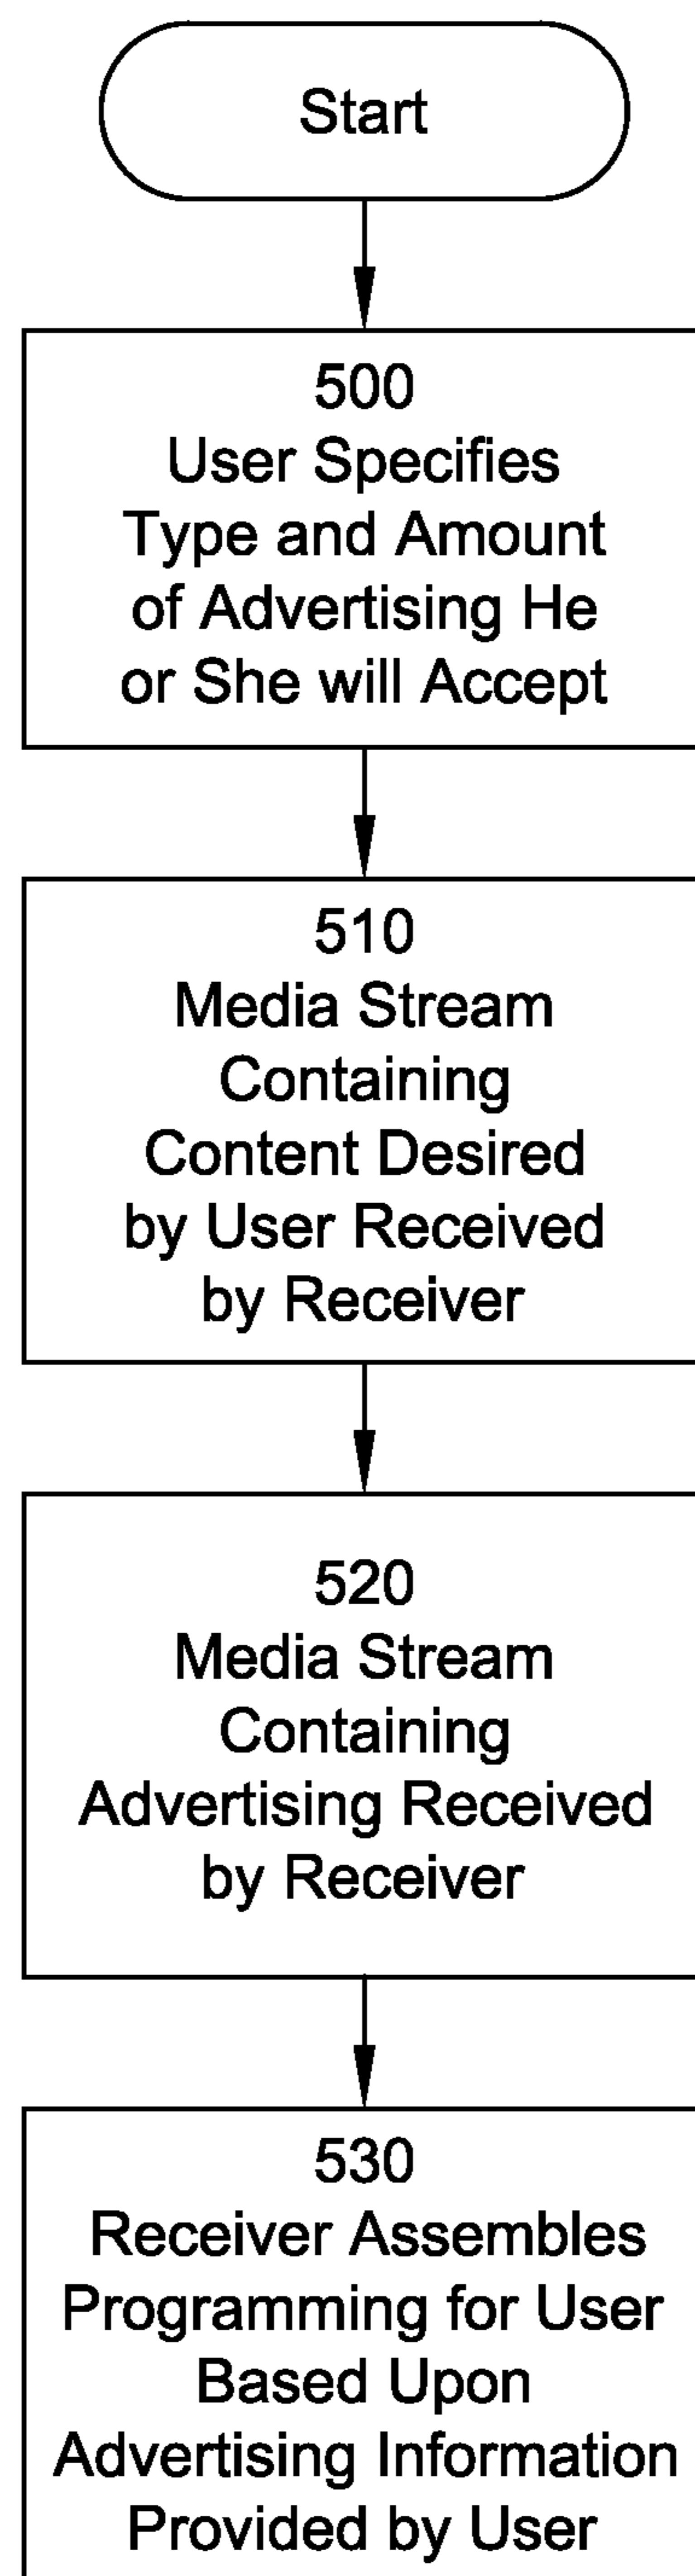 Start
500
User Specifies
Type and Amount
of Advertising He
or She will Accept
510
Media Stream
Containing
Content Desired
by User Received
by Receiver
520
Media Stream
Containing
Advertising Received
by Receiver
530
Receiver Assembles
Programming for User
Based Upon
Advertising Information
Provided by User